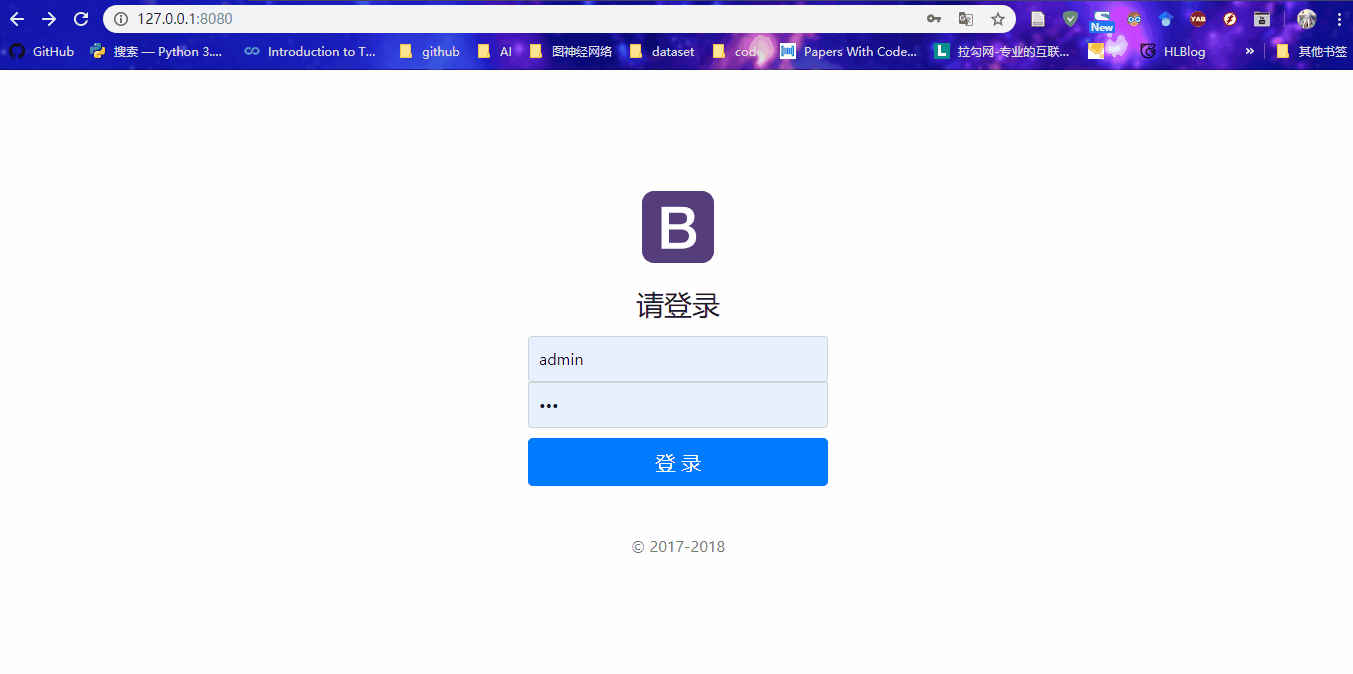 127.0.0.1:8080
New
YAB
GitHub 搜索 — Python 3.... Introduction to T... github AI 图神经网络 dataset code Papers With Code... L 拉勾网-专业的互联... HLBlog » 其他书签
B
请登录
admin
•••
登 录
© 2017-2018